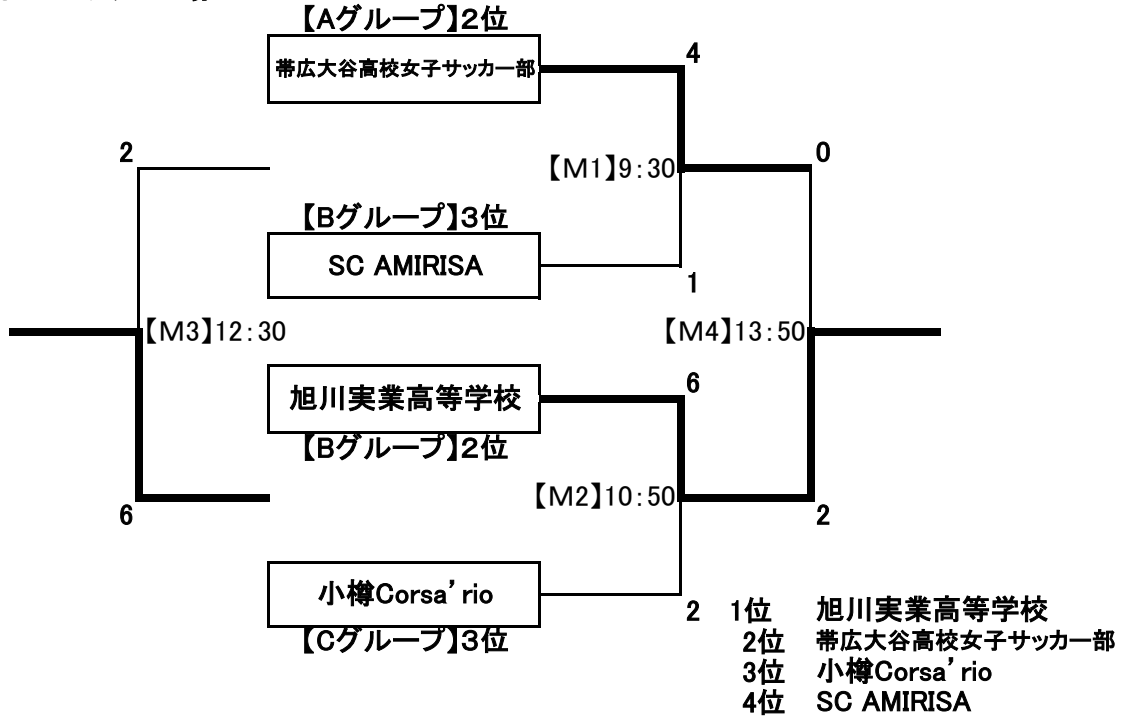 【Aグループ】2位
帯広大谷高校女子サッカー部
4
2
【M1】9:30
0
【Bグループ】3位
SC AMIRISA
1
【M3】12:30
【M4】13:50
旭川実業高等学校
6
【Bグループ】2位
【M2】10:50
6
2
小樽Corsa'rio
2
【Cグループ】3位
1位 旭川実業高等学校
2位 帯広大谷高校女子サッカー部
3位 小樽Corsa'rio
4位 SC AMIRISA